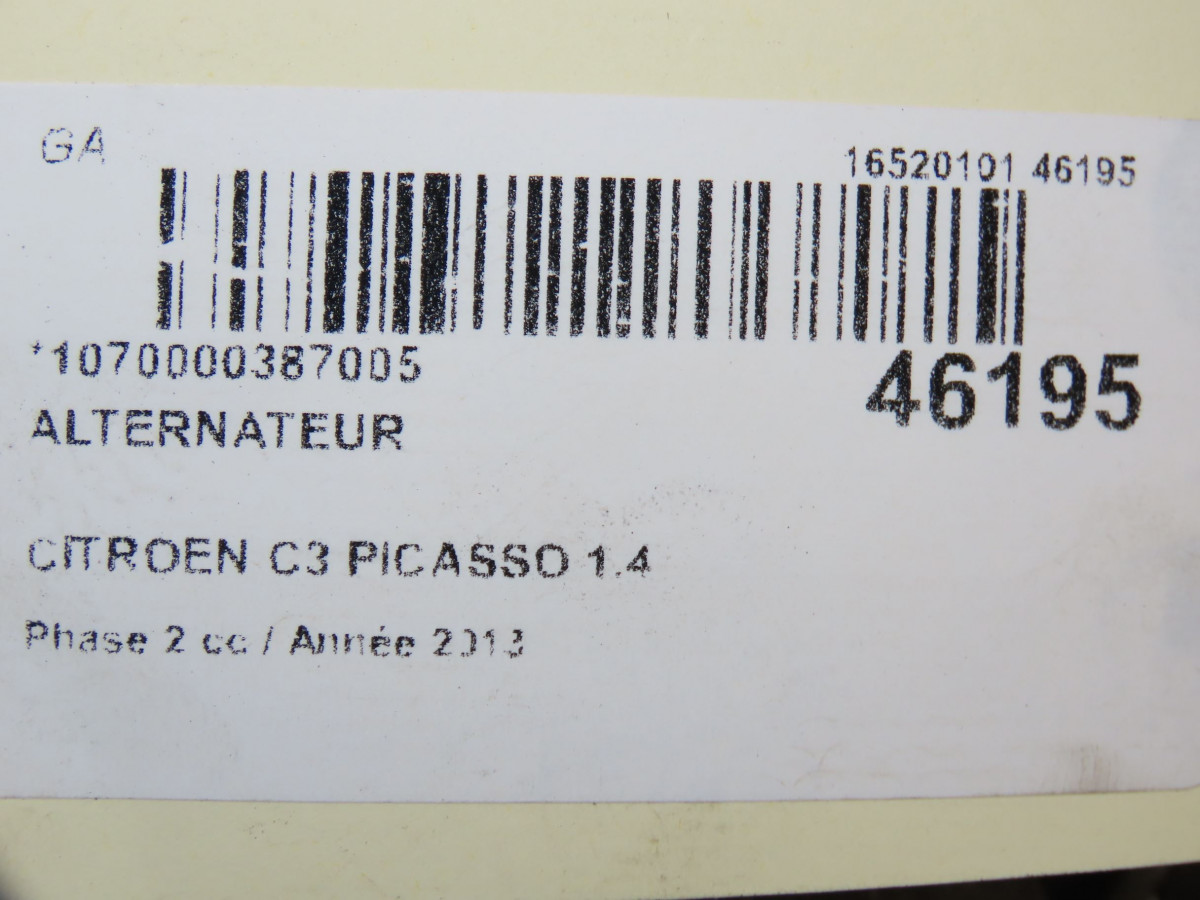 GA
16520101 46195
*1070000387005
46195
ALTERNATEUR
CITROEN C3 PICASSO 1.4
Phase 2 cc / Année 2013